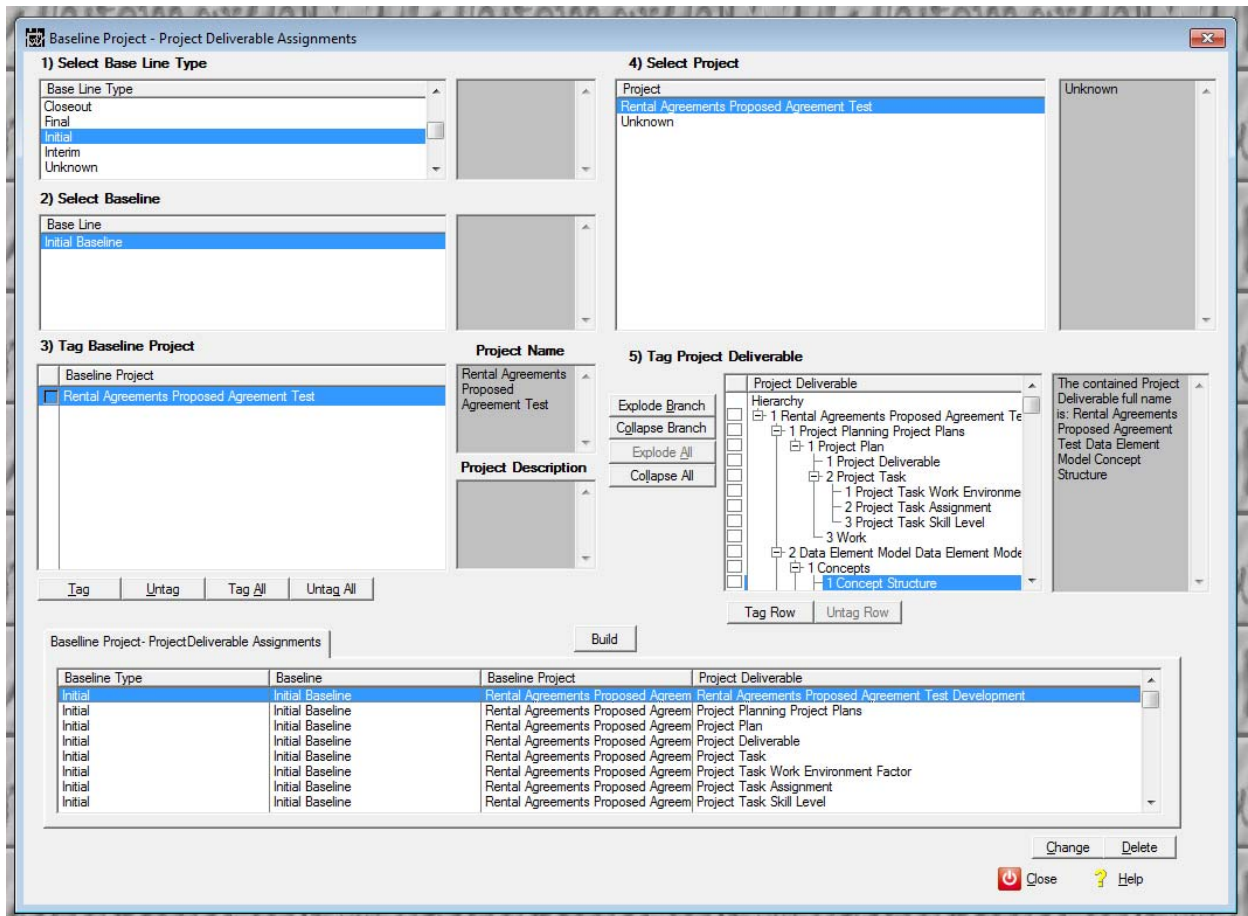 Baseline Project - Project Deliverable Assignments
1) Select Base Line Type
Base Line Type
Closeout
Final
Initial
Interim
Unknown
2) Select Baseline
Base Line
Initial Baseline
3) Tag Baseline Project
Baseline Project
Rental Agreements Proposed Agreement Test
Project Name
Rental Agreements
Proposed
Agreement Test
Project Description
Tag Untag Tag All Untag All
4) Select Project
Project
Rental Agreements Proposed Agreement Test
Unknown
Unknown
5) Tag Project Deliverable
Explode Branch
Collapse Branch
Explode All
Collapse All
Project Deliverable
Hierarchy
1 Rental Agreements Proposed Agreement Te
1 Project Planning Project Plans
1 Project Plan
1 Project Deliverable
2 Project Task
1 Project Task Work Environme
2 Project Task Assignment
3 Project Task Skill Level
3 Work
2 Data Element Model Data Element Mode
1 Concepts
1 Concept Structure
The contained Project
Deliverable full name
is: Rental Agreements
Proposed Agreement
Test Data Element
Model Concept
Structure
Tag Row Untag Row
Build
Baselline Project- ProjectDeliverable Assignments
Baseline Type Baseline Baseline Project Project Deliverable
Initial Initial Baseline Rental Agreements Proposed Agreem Rental Agreements Proposed Agreement Test Development
Initial Initial Baseline Rental Agreements Proposed Agreem Project Planning Project Plans
Initial Initial Baseline Rental Agreements Proposed Agreem Project Plan
Initial Initial Baseline Rental Agreements Proposed Agreem Project Deliverable
Initial Initial Baseline Rental Agreements Proposed Agreem Project Task
Initial Initial Baseline Rental Agreements Proposed Agreem Project Task Work Environment Factor
Initial Initial Baseline Rental Agreements Proposed Agreem Project Task Assignment
Initial Initial Baseline Rental Agreements Proposed Agreem Project Task Skill Level
Change Delete
Close Help